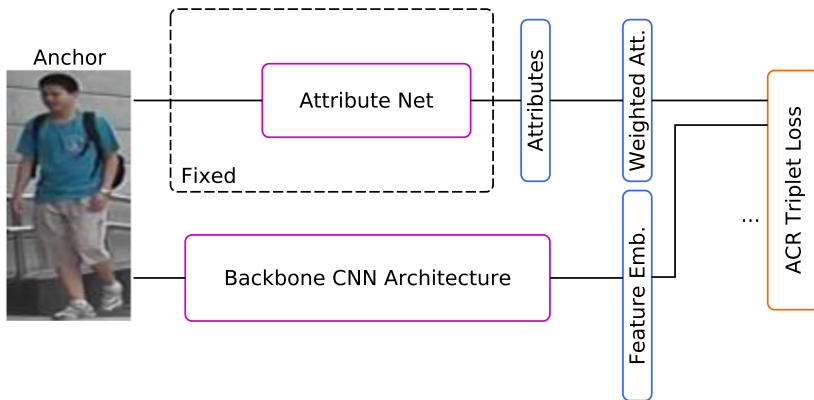 Anchor
Attribute Net
Fixed
Attributes
Weighted Att.
Backbone CNN Architecture
Feature Emb.
...
ACR Triplet Loss